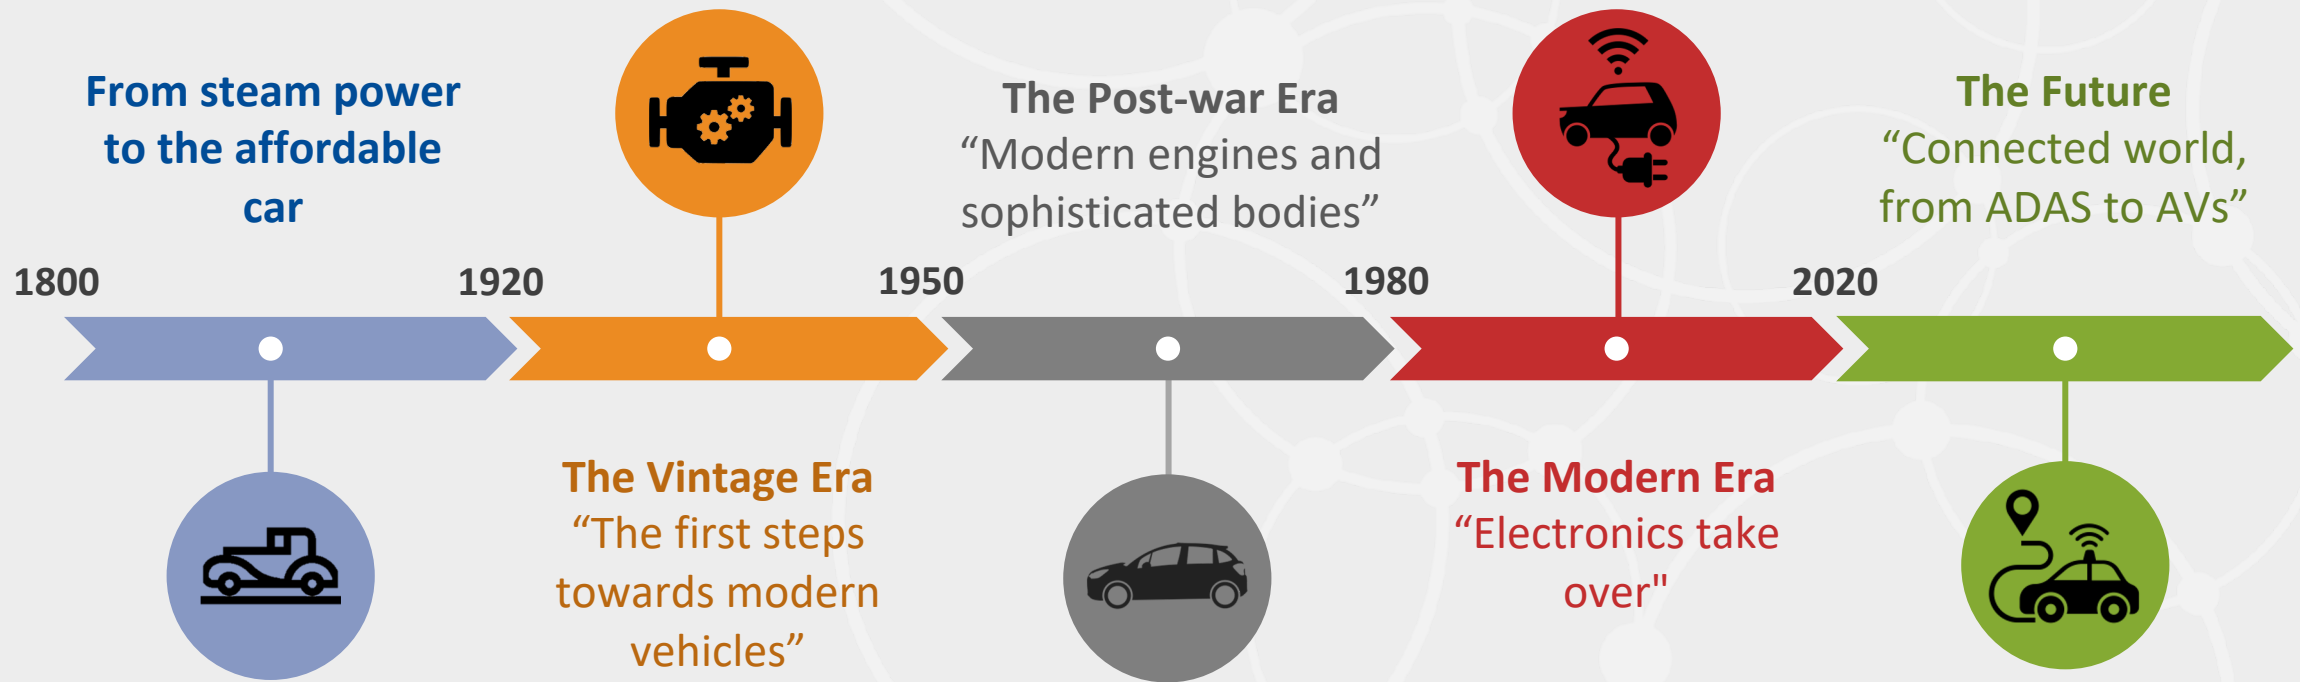 From steam power
to the affordable
car
The Post-war Era
“Modern engines and
sophisticated bodies”
The Future
“Connected world,
from ADAS to AVs”
1800
1920
1950
1980
2020
The Vintage Era
“The first steps
towards modern
vehicles”
The Modern Era
“Electronics take
over"